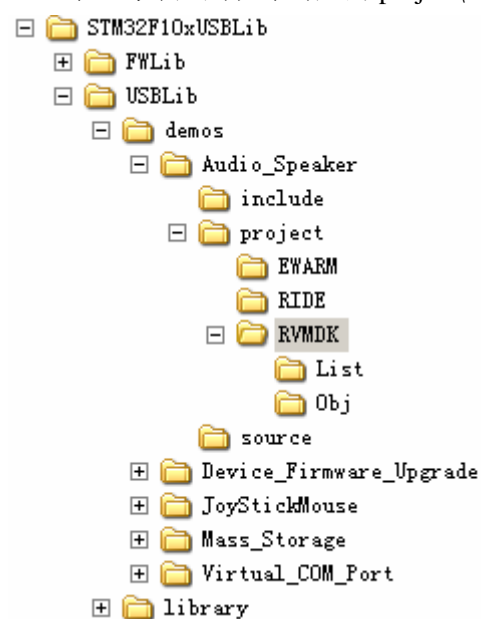 STM32F10xUSBLib
FWLib
USBLib
demos
Audio_Speaker
include
project
EWARM
RIDE
RVMDK
List
Obj
source
Device_Firmware_Upgrade
JoyStickMouse
Mass_Storage
Virtual_COM_Port
library